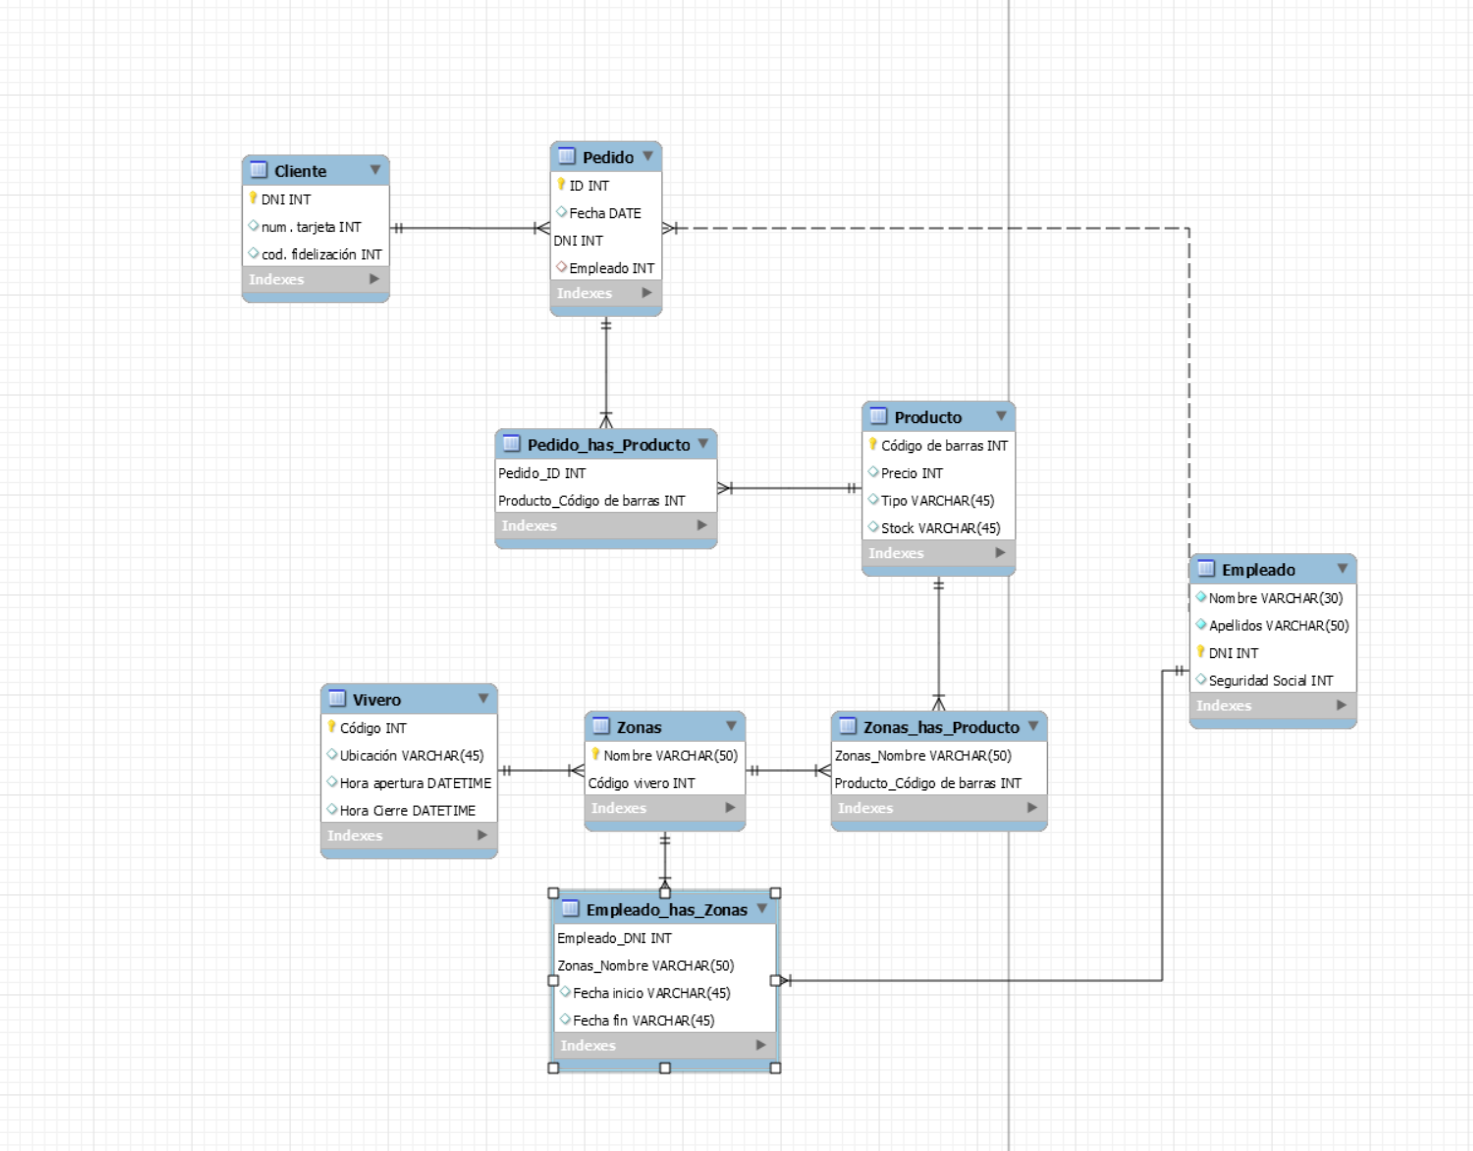 Cliente
DNI INT
num. tarjeta INT
cod. fidelización INT
Indexes
Pedido
ID INT
Fecha DATE
DNI INT
Empleado INT
Indexes
Pedido_has_Producto
Pedido_ID INT
Producto_Código de barras INT
Indexes
Producto
Código de barras INT
Precio INT
Tipo VARCHAR(45)
Stock VARCHAR(45)
Indexes
Empleado
Nombre VARCHAR(30)
Apellidos VARCHAR(50)
DNI INT
Seguridad Social INT
Indexes
Vivero
Código INT
Ubicación VARCHAR(45)
Hora apertura DATETIME
Hora Cierre DATETIME
Indexes
Zonas
Nombre VARCHAR(50)
Código vivero INT
Indexes
Zonas_has_Producto
Zonas_Nombre VARCHAR(50)
Producto_Código de barras INT
Indexes
Empleado_has_Zonas
Empleado_DNI INT
Zonas_Nombre VARCHAR(50)
Fecha inicio VARCHAR(45)
Fecha fin VARCHAR(45)
Indexes